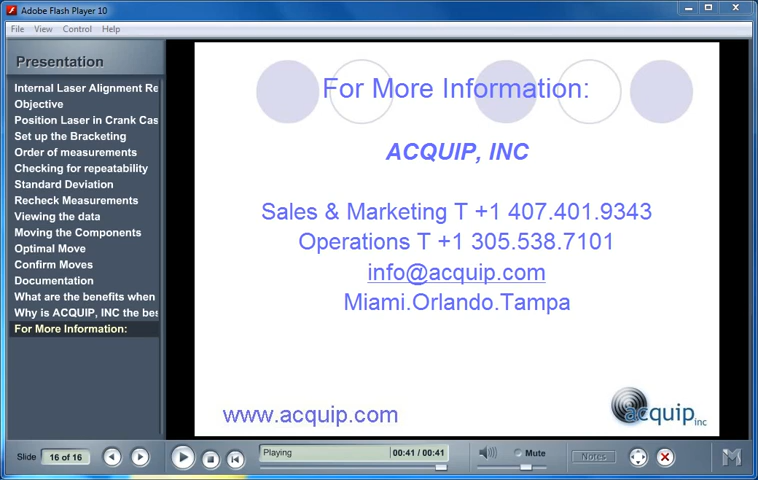 Adobe Flash Player 10
File View Control Help
Presentation
Internal Laser Alignment Re
Objective
Position Laser in Crank Cas
Set up the Bracketing
Order of measurements
Checking for repeatability
Standard Deviation
Recheck Measurements
Viewing the data
Moving the Components
Optimal Move
Confirm Moves
Documentation
What are the benefits when
Why is ACQUIP, INC the bes
For More Information:
For More Information:
ACQUIP, INC
Sales & Marketing T +1 407.401.9343
Operations T +1 305.538.7101
info@acquip.com
Miami.Orlando.Tampa
www.acquip.com
acquip inc
Slide 16 of 16
Playing 00:41 / 00:41
Mute
Notes